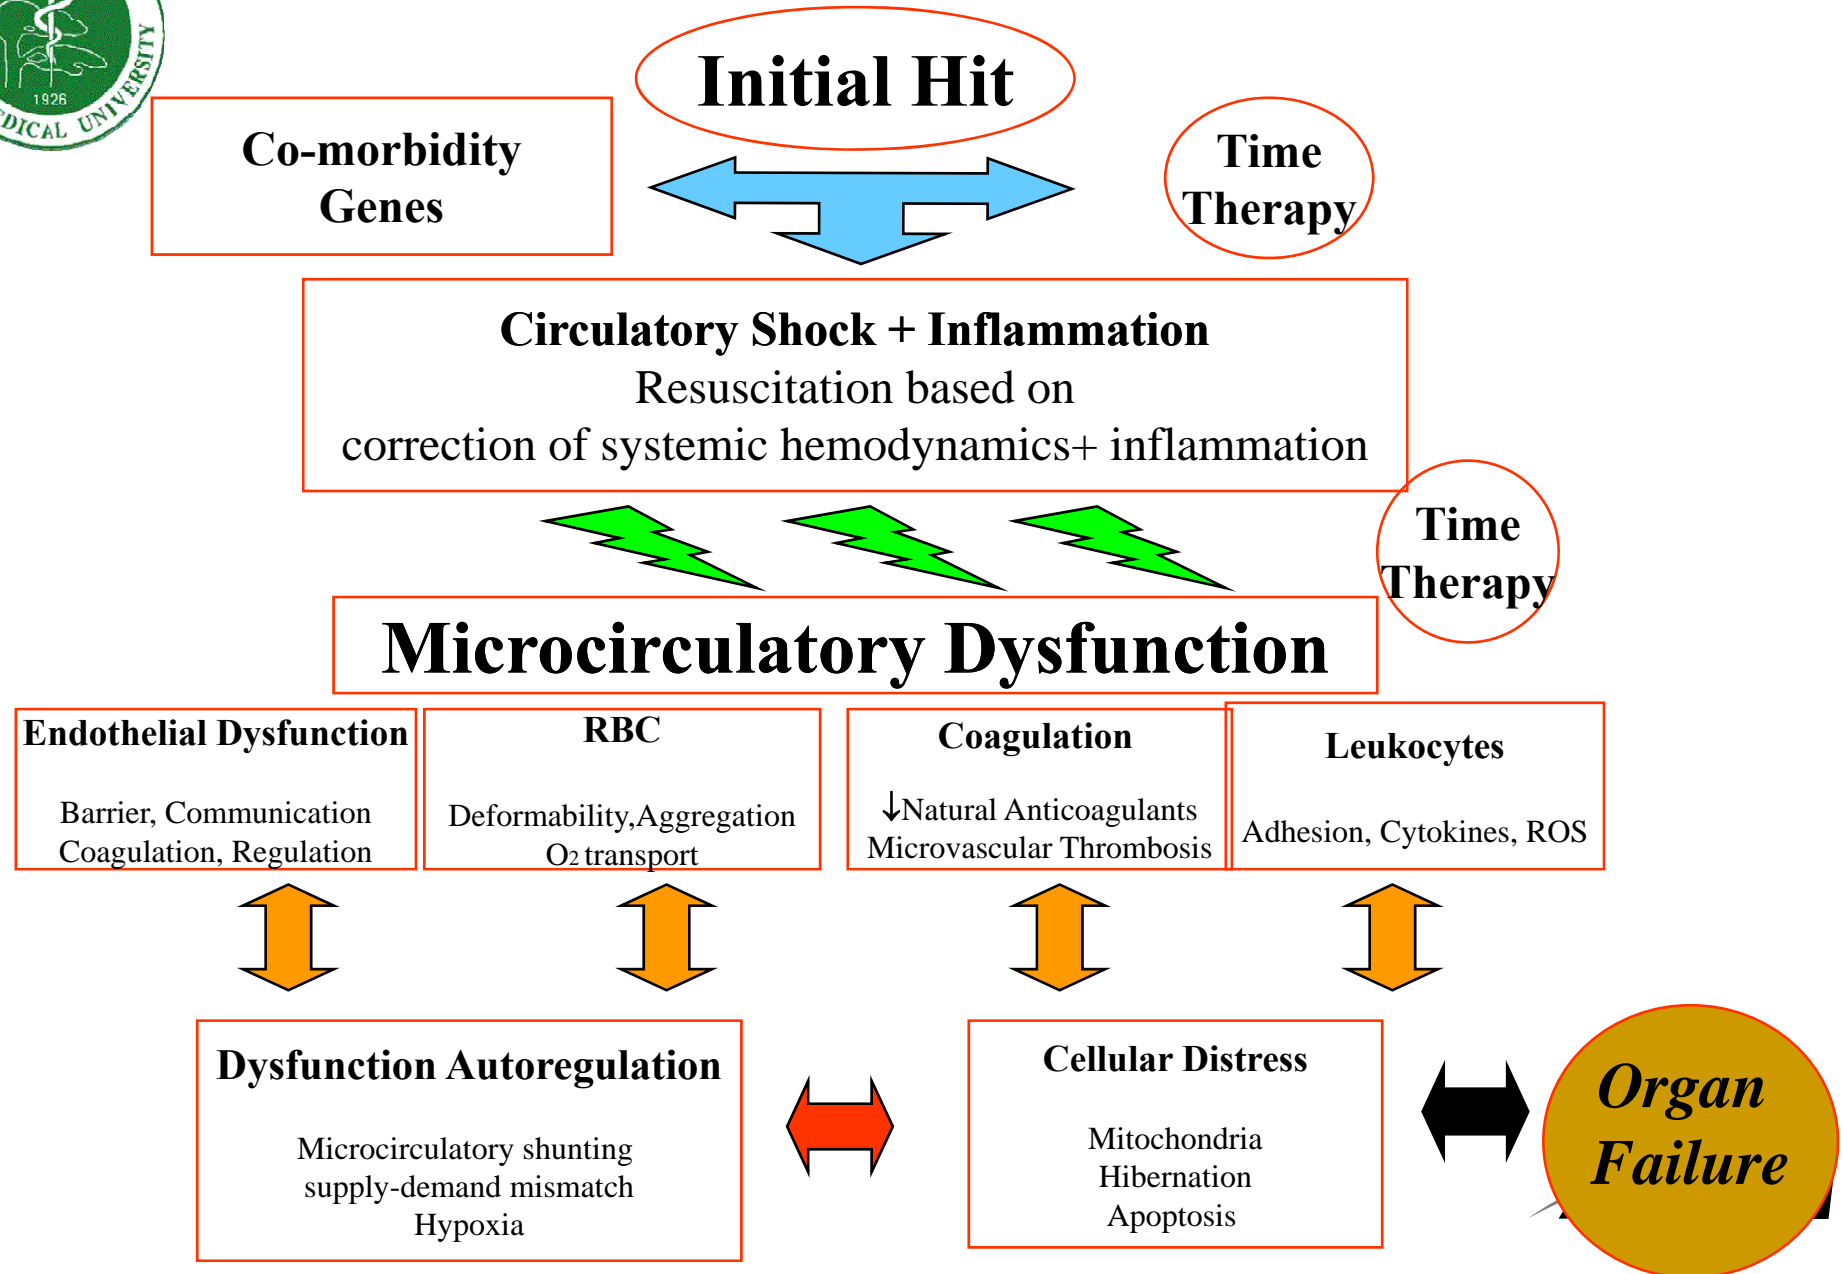 1926
MEDICAL UNIVERSITY
Initial Hit
Co-morbidity
Genes
Time
Therapy
Circulatory Shock + Inflammation
Resuscitation based on
correction of systemic hemodynamics+ inflammation
Time
Therapy
Microcirculatory Dysfunction
Endothelial Dysfunction
Barrier, Communication
Coagulation, Regulation
RBC
Deformability,Aggregation
O2 transport
Coagulation
↓Natural Anticoagulants
Microvascular Thrombosis
Leukocytes
Adhesion, Cytokines, ROS
Dysfunction Autoregulation
Microcirculatory shunting
supply-demand mismatch
Hypoxia
Cellular Distress
Mitochondria
Hibernation
Apoptosis
Organ
Failure